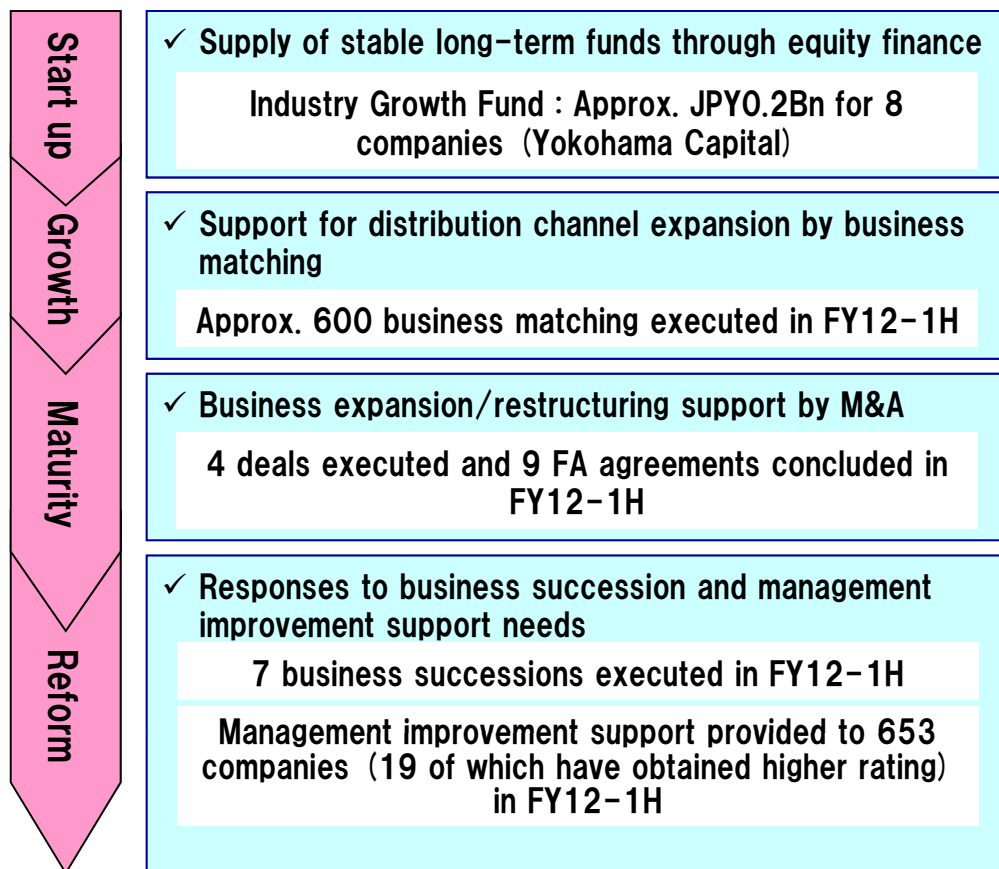 Start up
✓ Supply of stable long-term funds through equity finance
Industry Growth Fund : Approx. JPY0.2Bn for 8
companies (Yokohama Capital)
Growth
✓ Support for distribution channel expansion by business
matching
Approx. 600 business matching executed in FY12-1H
Maturity
✓ Business expansion/restructuring support by M&A
4 deals executed and 9 FA agreements concluded in
FY12-1H
Reform
✓ Responses to business succession and management
improvement support needs
7 business successions executed in FY12-1H
Management improvement support provided to 653
companies (19 of which have obtained higher rating)
in FY12-1H